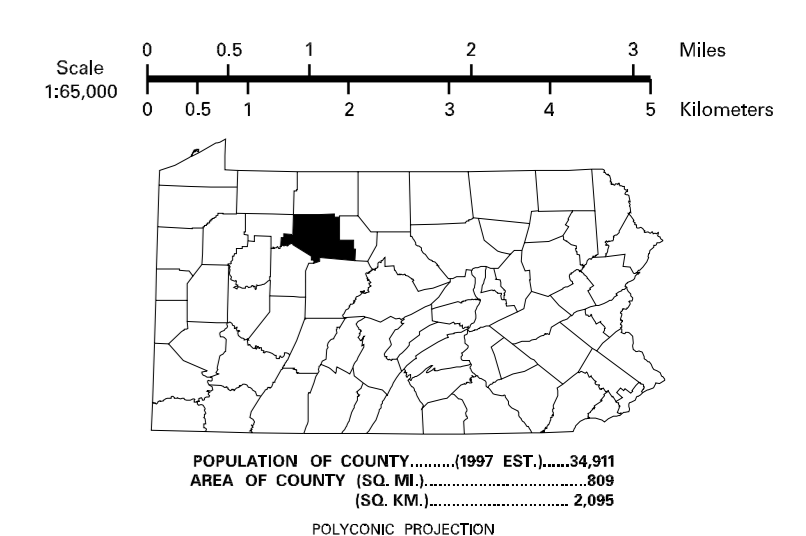 0 0.5 1 2 3 Miles
Scale
1:65,000
0 0.5 1 2 3 4 5 Kilometers
POPULATION OF COUNTY..........(1997 EST.)......34,911
AREA OF COUNTY (SQ. MI.)....................................809
(SQ. KM.)............................... 2,095
POLYCONIC PROJECTION